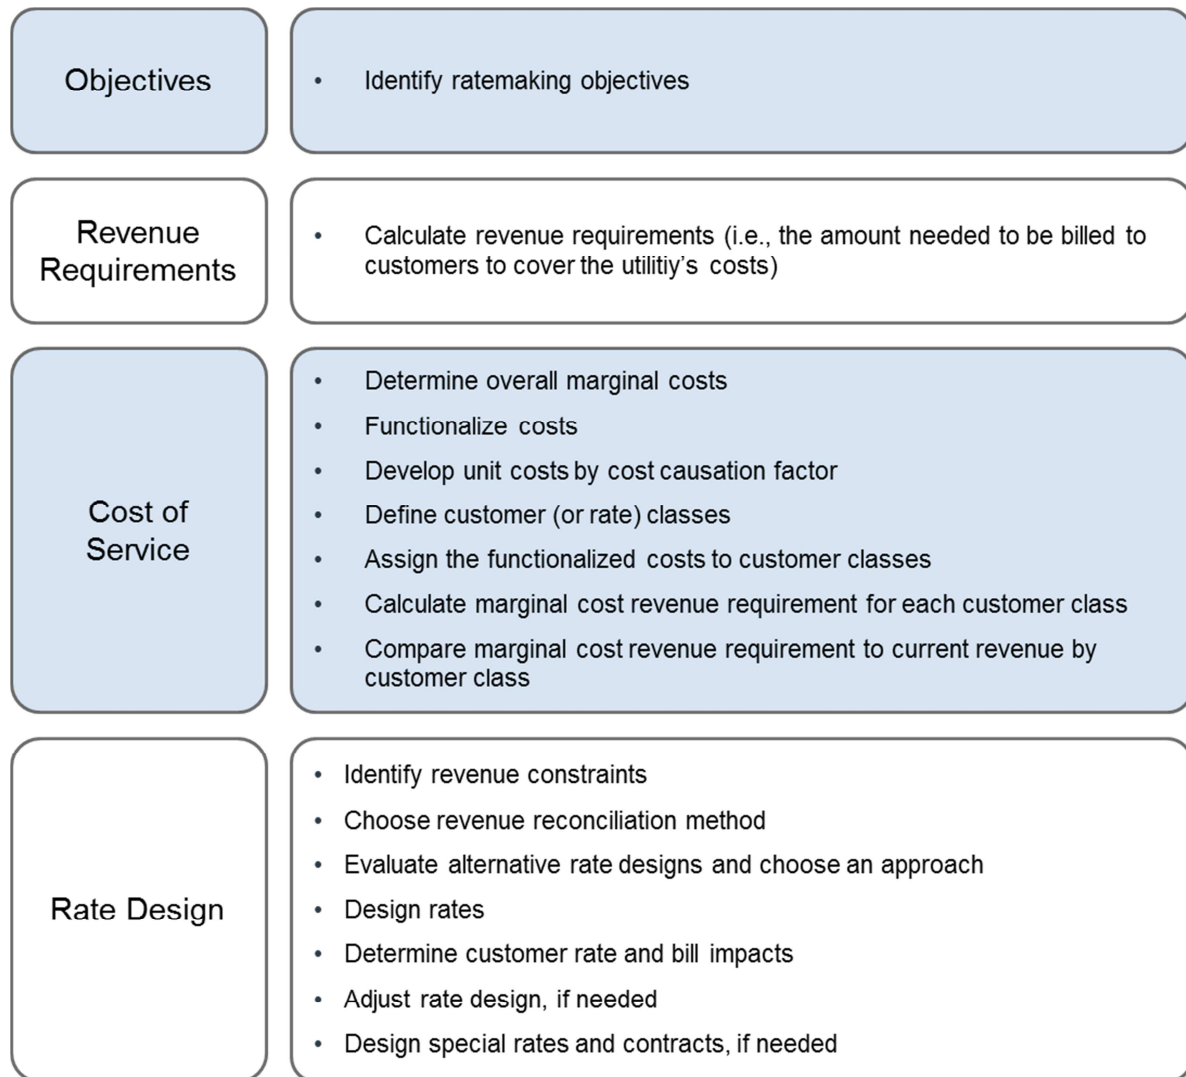 Objectives
• Identify ratemaking objectives
Revenue
Requirements
• Calculate revenue requirements (i.e., the amount needed to be billed to
customers to cover the utilitiy's costs)
Cost of
Service
• Determine overall marginal costs
• Functionalize costs
• Develop unit costs by cost causation factor
• Define customer (or rate) classes
• Assign the functionalized costs to customer classes
• Calculate marginal cost revenue requirement for each customer class
• Compare marginal cost revenue requirement to current revenue by
customer class
Rate Design
• Identify revenue constraints
• Choose revenue reconciliation method
• Evaluate alternative rate designs and choose an approach
• Design rates
• Determine customer rate and bill impacts
• Adjust rate design, if needed
• Design special rates and contracts, if needed